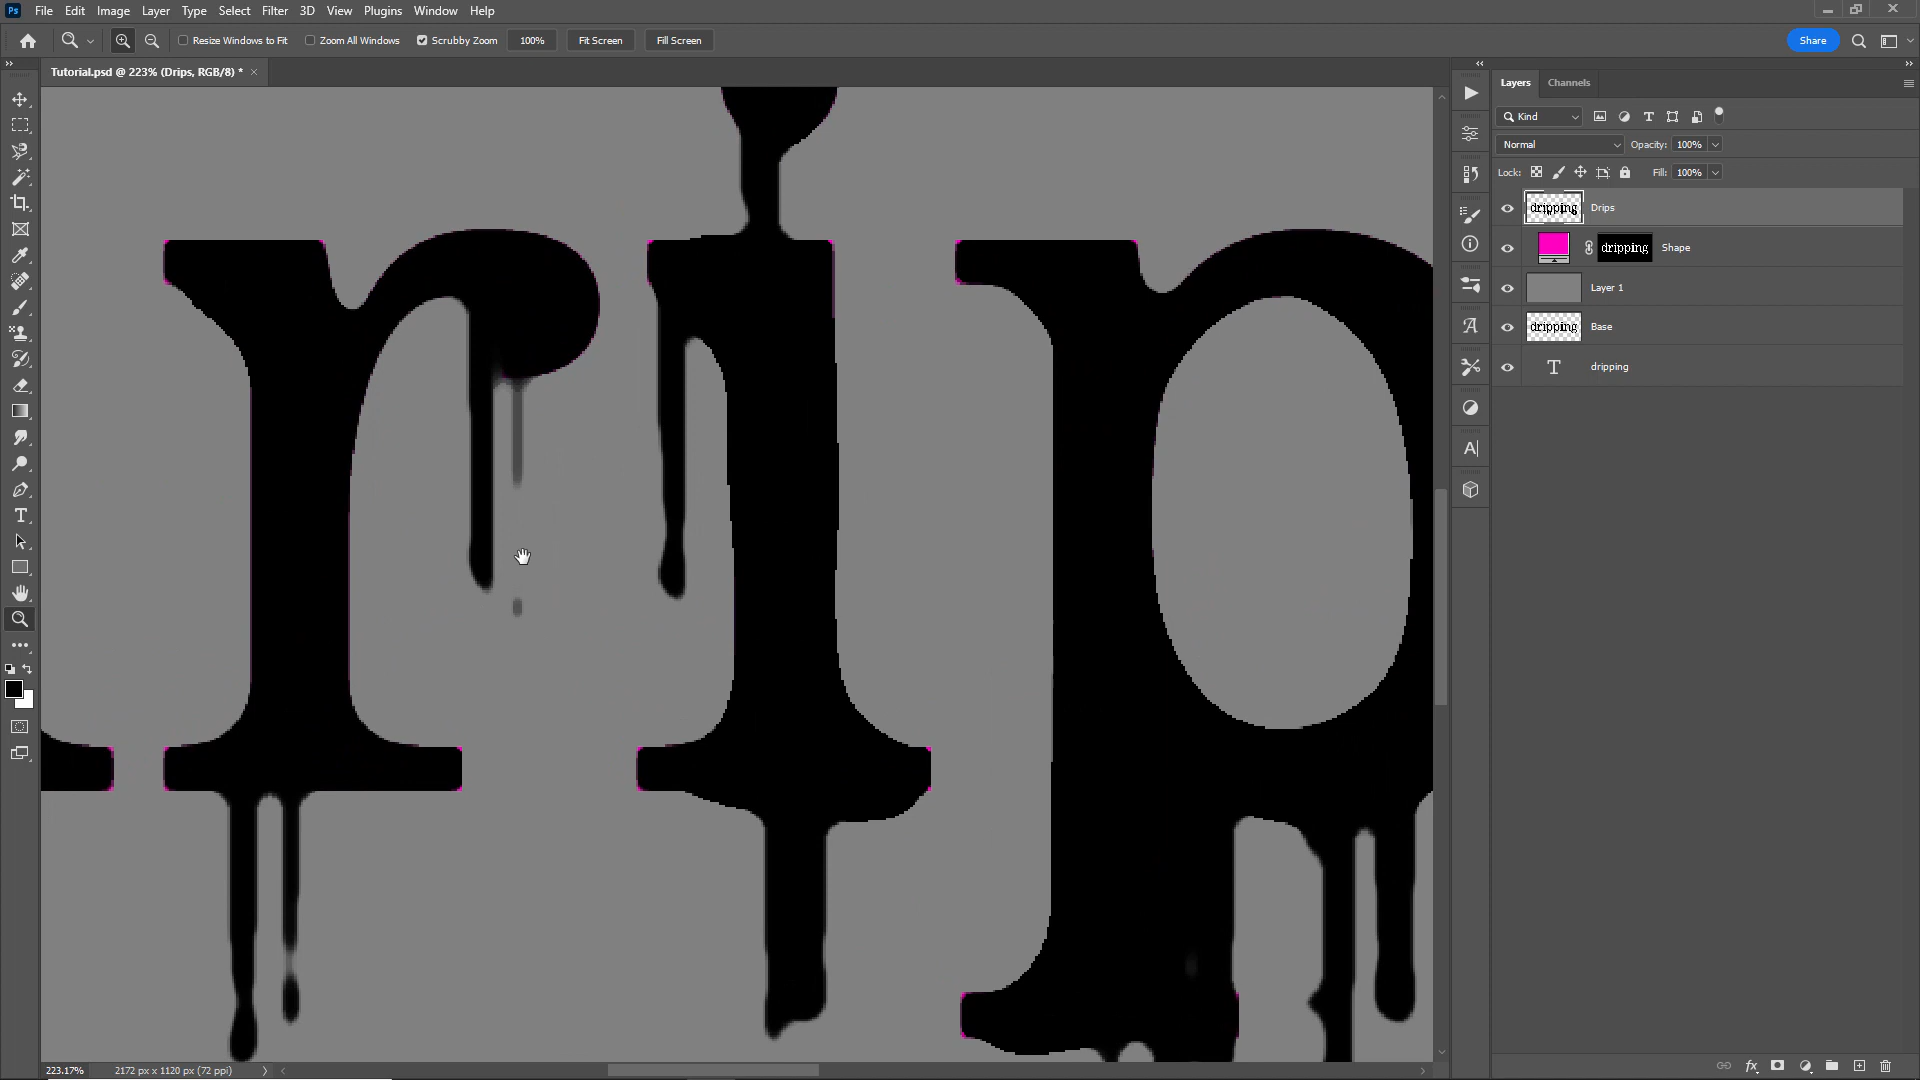 Ps File Edit Image Layer Type Select Filter 3D View Plugins Window Help
Resize Windows to Fit Zoom All Windows Scrubby Zoom 100% Fit Screen Fill Screen Share
Tutorial.psd @ 223% (Drips, RGB/8) *
Layers Channels
Kind
Normal Opacity: 100%
Lock: Fill: 100%
dripping Drips
dripping Shape
Layer 1
dripping Base
T dripping
rip
223.17% 2172 px x 1120 px (72 ppi)